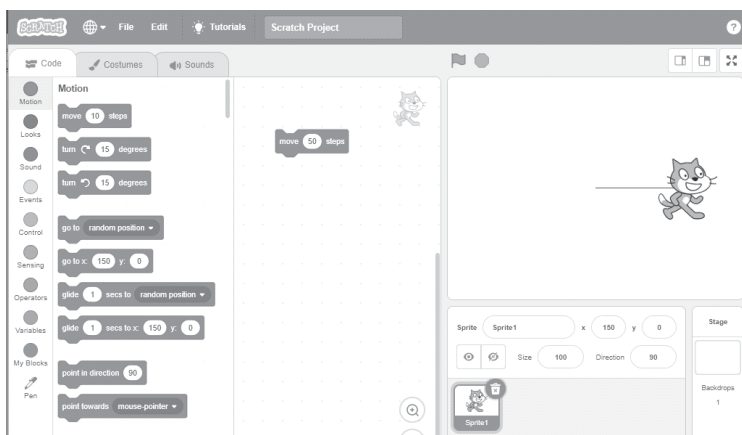 SCRATCH File Edit Tutorials Scratch Project ?
Code Costumes Sounds
Motion
Looks
Sound
Events
Control
Sensing
Operators
Variables
My Blocks
Pen
Motion
move 10 steps
turn 15 degrees
turn 15 degrees
go to random position
go to x: 150 y: 0
glide 1 secs to random position
glide 1 secs to x: 150 y: 0
point in direction 90
point towards mouse-pointer
move 50 steps
Sprite Sprite1 x 150 y 0
Size 100 Direction 90
Sprite1
Stage
Backdrops
1